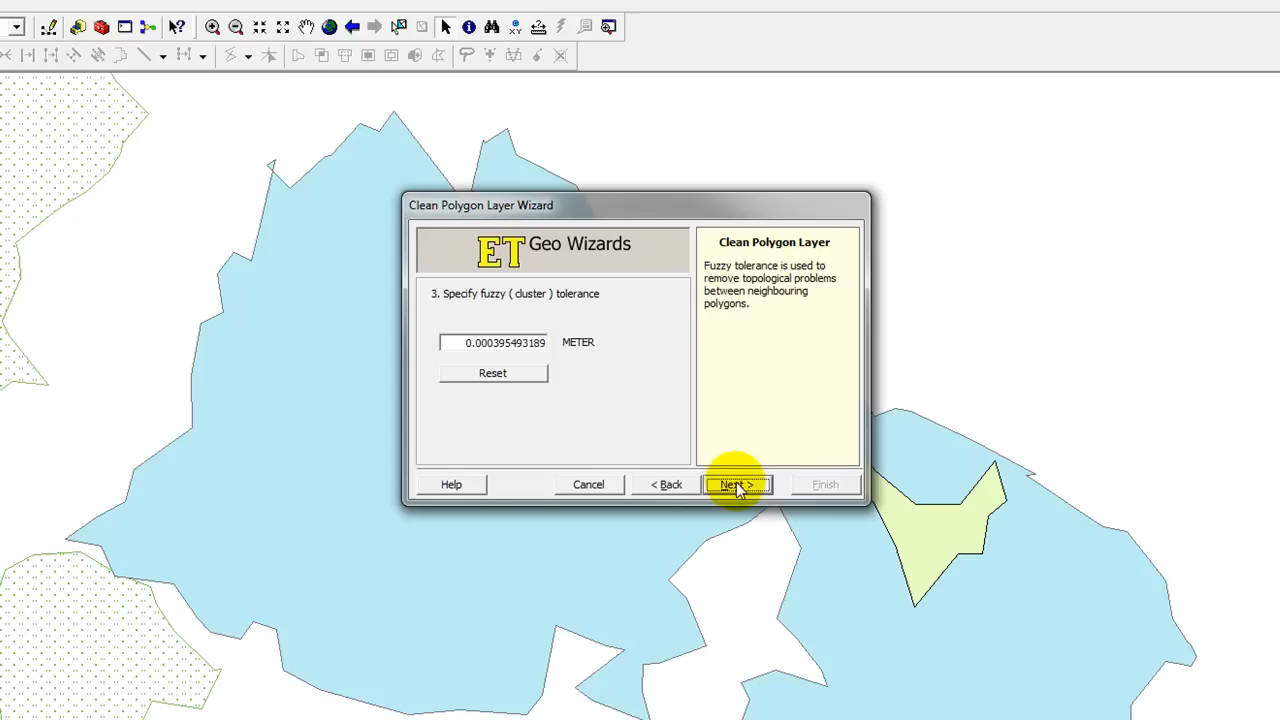 Clean Polygon Layer Wizard
ET Geo Wizards
Clean Polygon Layer
Fuzzy tolerance is used to
remove topological problems
between neighbouring
polygons.
3. Specify fuzzy ( cluster ) tolerance
0.000395493189 METER
Reset
Help Cancel < Back Next > Finish